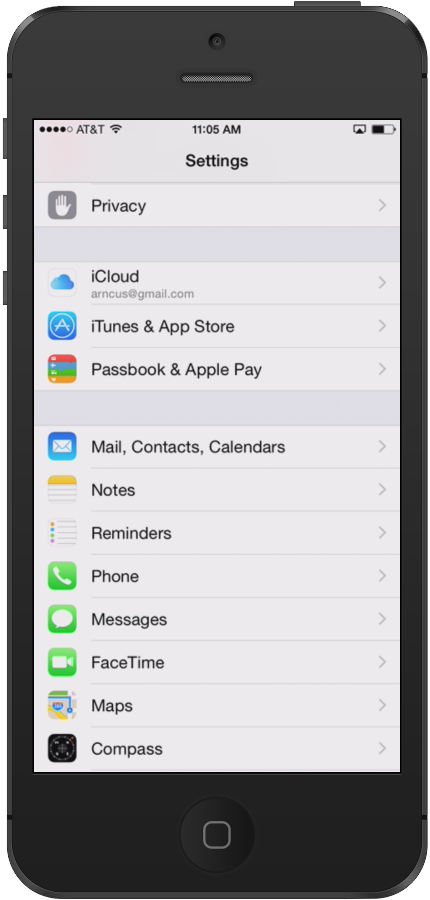 AT&T 11:05 AM
Settings
Privacy
iCloud
arncus@gmail.com
iTunes & App Store
Passbook & Apple Pay
Mail, Contacts, Calendars
Notes
Reminders
Phone
Messages
FaceTime
Maps
Compass